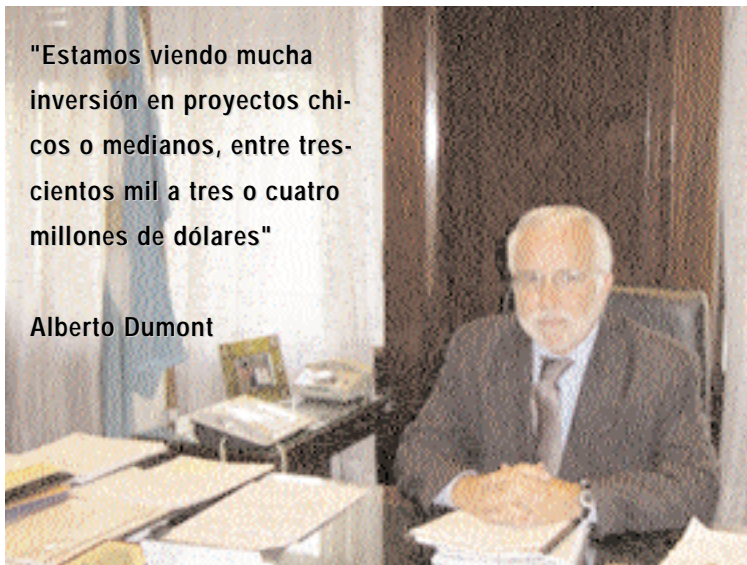 "Estamos viendo mucha
inversión en proyectos chi-
cos o medianos, entre tres-
cientos mil a tres o cuatro
millones de dólares"
Alberto Dumont